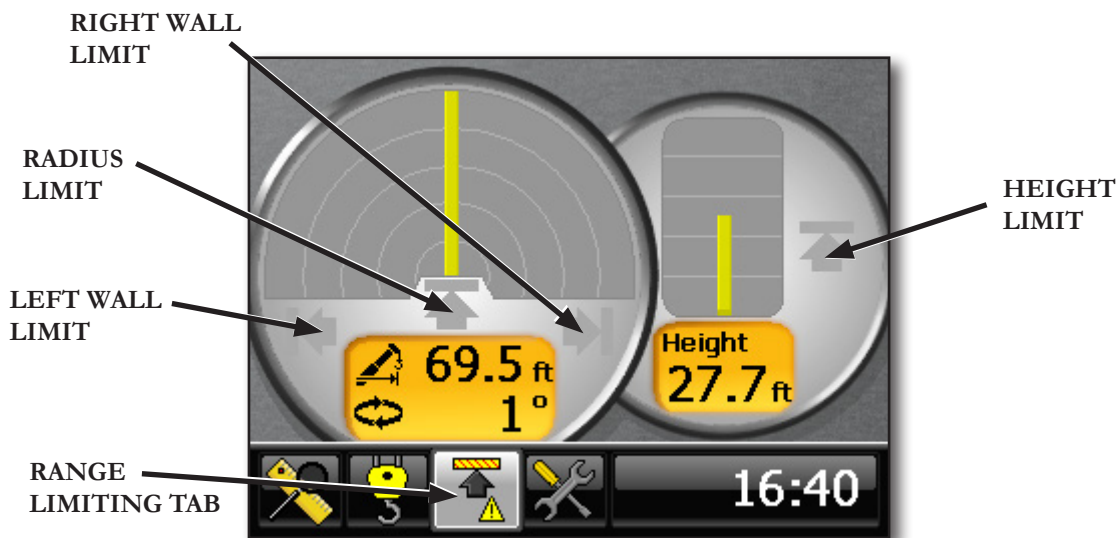 RIGHT WALL
LIMIT
RADIUS
LIMIT
HEIGHT
LIMIT
LEFT WALL
LIMIT
69.5 ft
1°
Height
27.7 ft
RANGE
LIMITING TAB
16:40